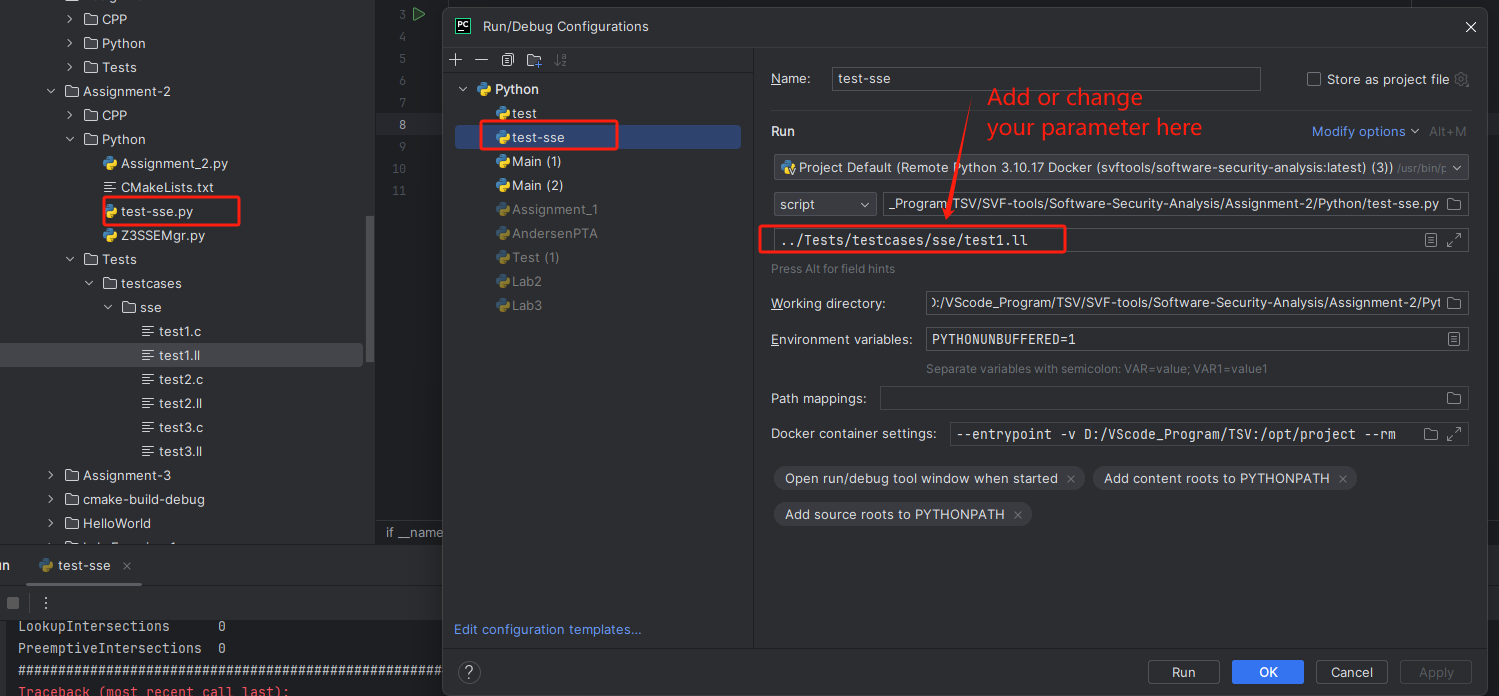 CPP
Python
Tests
Assignment-2
CPP
Python
Assignment_2.py
CMakeLists.txt
test-sse.py
Z3SSEMgr.py
Tests
testcases
sse
test1.c
test1.ll
test2.c
test2.ll
test3.c
test3.ll
Assignment-3
cmake-build-debug
HelloWorld
3
4
5
6
7
8
9
10
11
if __name
test-sse
LookupIntersections 0
PreemptiveIntersections 0
Traceback (most recent call last):
PC Run/Debug Configurations
Python
test
test-sse
Main (1)
Main (2)
Assignment_1
AndersenPTA
Test (1)
Lab2
Lab3
Edit configuration templates...
Name: test-sse Store as project file
Add or change
your parameter here
Run Modify options Alt+M
Project Default (Remote Python 3.10.17 Docker (svftools/software-security-analysis:latest) (3)) /usr/bin/p
script _Program/TSV/SVF-tools/Software-Security-Analysis/Assignment-2/Python/test-sse.py
../Tests/testcases/sse/test1.ll
Press Alt for field hints
Working directory: D:/VScode_Program/TSV/SVF-tools/Software-Security-Analysis/Assignment-2/Pyt
Environment variables: PYTHONUNBUFFERED=1
Separate variables with semicolon: VAR=value; VAR1=value1
Path mappings:
Docker container settings: --entrypoint -v D:/VScode_Program/TSV:/opt/project --rm
Open run/debug tool window when started × Add content roots to PYTHONPATH ×
Add source roots to PYTHONPATH ×
? Run OK Cancel Apply